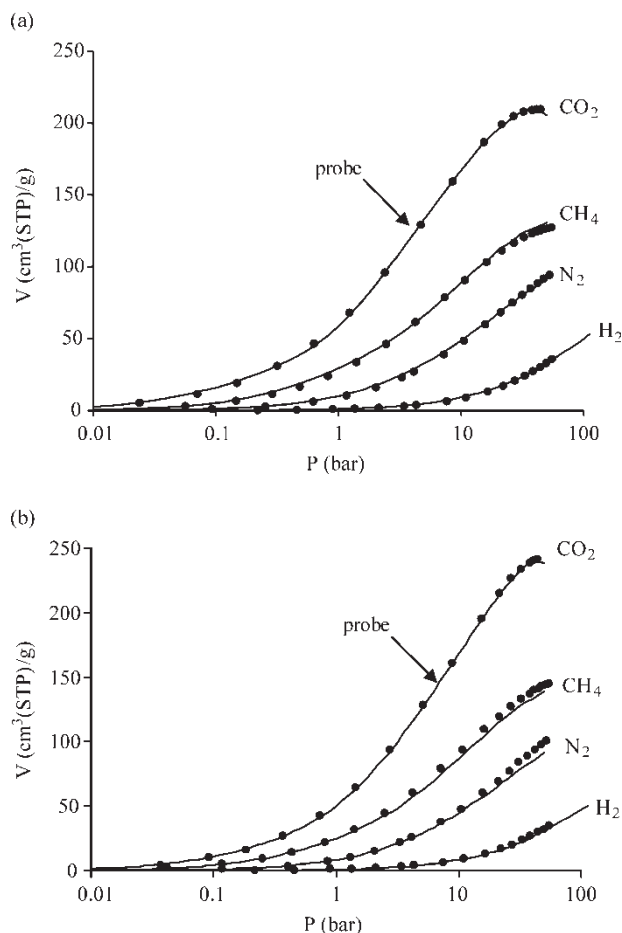 (a)
250
200
150
100
50
0
V (cm³(STP)/g)
0.01 0.1 1 10 100
P (bar)
probe
CO₂
CH₄
N₂
H₂
(b)
250
200
150
100
50
0
V (cm³(STP)/g)
0.01 0.1 1 10 100
P (bar)
probe
CO₂
CH₄
N₂
H₂